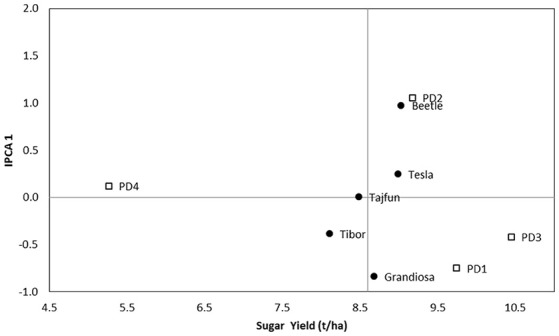 2.0
1.5
PD2
1.0
Beetle
IPCA 1
0.5
Tesla
PD4
0.0
Tajfun
Tibor
PD3
-0.5
PD1
Grandiosa
-1.0
4.5 5.5 6.5 7.5 8.5 9.5 10.5
Sugar Yield (t/ha)